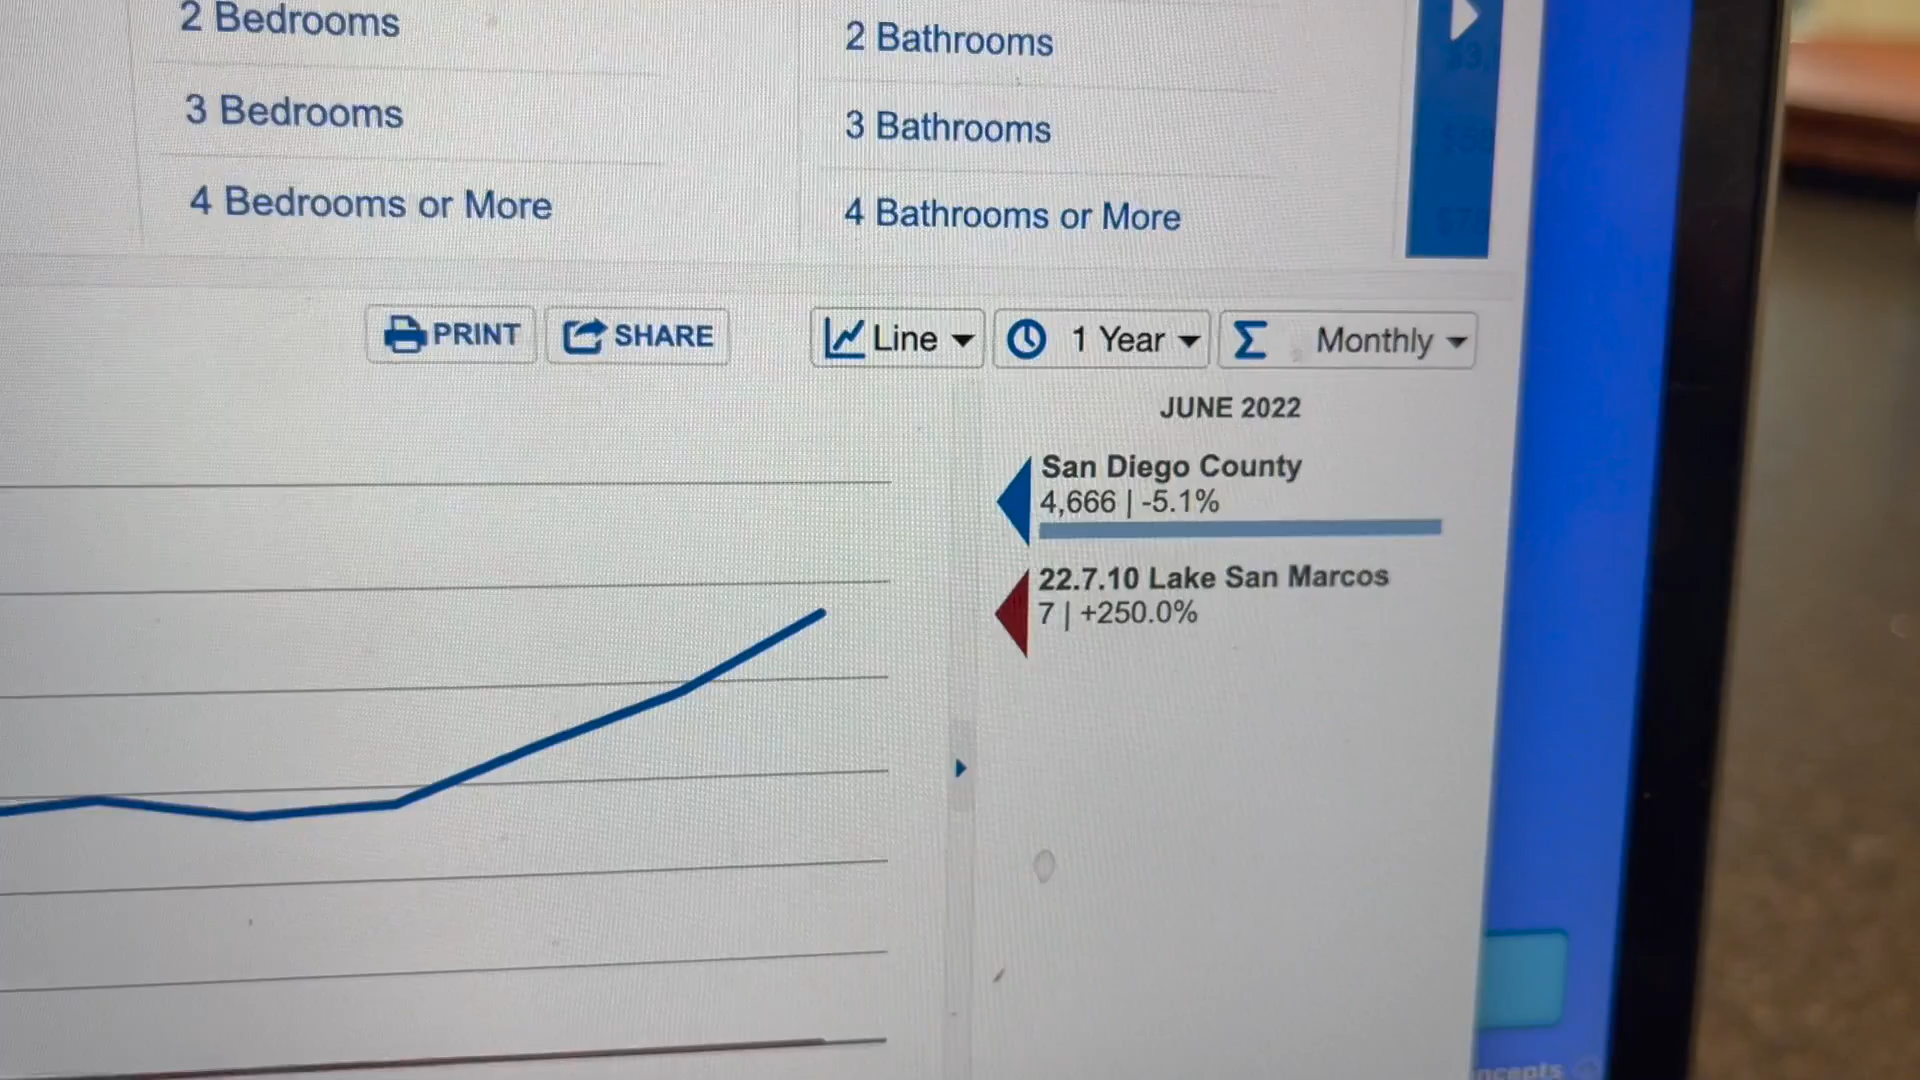 2 Bedrooms
2 Bathrooms
3 Bedrooms
3 Bathrooms
4 Bedrooms or More
4 Bathrooms or More
PRINT
SHARE
Line
1 Year
Monthly
JUNE 2022
San Diego County
4,666 | -5.1%
22.7.10 Lake San Marcos
7 | +250.0%